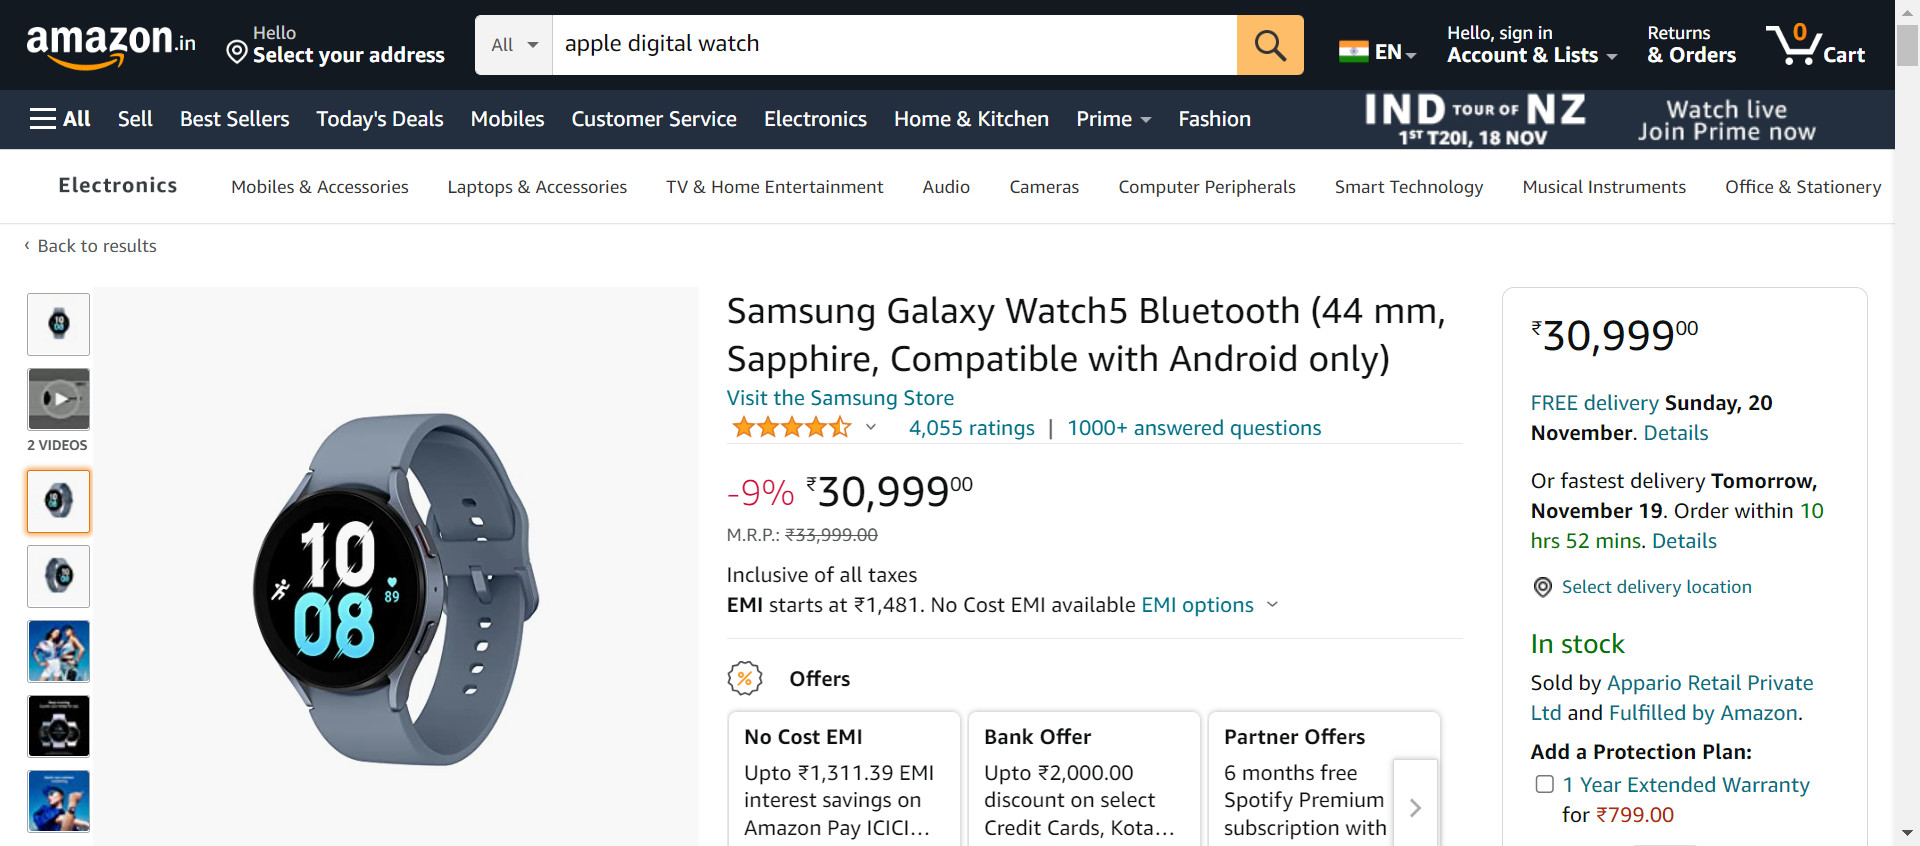 amazon.in
Hello
Select your address
All
apple digital watch
EN
Hello, sign in
Account & Lists
Returns
& Orders
0
Cart
All
Sell
Best Sellers
Today's Deals
Mobiles
Customer Service
Electronics
Home & Kitchen
Prime
Fashion
IND TOUR OF NZ
1ST T20I, 18 NOV
Watch live
Join Prime now
Electronics
Mobiles & Accessories
Laptops & Accessories
TV & Home Entertainment
Audio
Cameras
Computer Peripherals
Smart Technology
Musical Instruments
Office & Stationery
‹ Back to results
2 VIDEOS
10
08
89
Samsung Galaxy Watch5 Bluetooth (44 mm,
Sapphire, Compatible with Android only)
Visit the Samsung Store
4,055 ratings | 1000+ answered questions
-9% ₹30,99900
M.R.P.: ₹33,999.00
Inclusive of all taxes
EMI starts at ₹1,481. No Cost EMI available EMI options
% Offers
No Cost EMI
Upto ₹1,311.39 EMI
interest savings on
Amazon Pay ICICI…
Bank Offer
Upto ₹2,000.00
discount on select
Credit Cards, Kota…
Partner Offers
6 months free
Spotify Premium
subscription with
₹30,99900
FREE delivery Sunday, 20
November. Details
Or fastest delivery Tomorrow,
November 19. Order within 10
hrs 52 mins. Details
Select delivery location
In stock
Sold by Appario Retail Private
Ltd and Fulfilled by Amazon.
Add a Protection Plan:
1 Year Extended Warranty
for ₹799.00